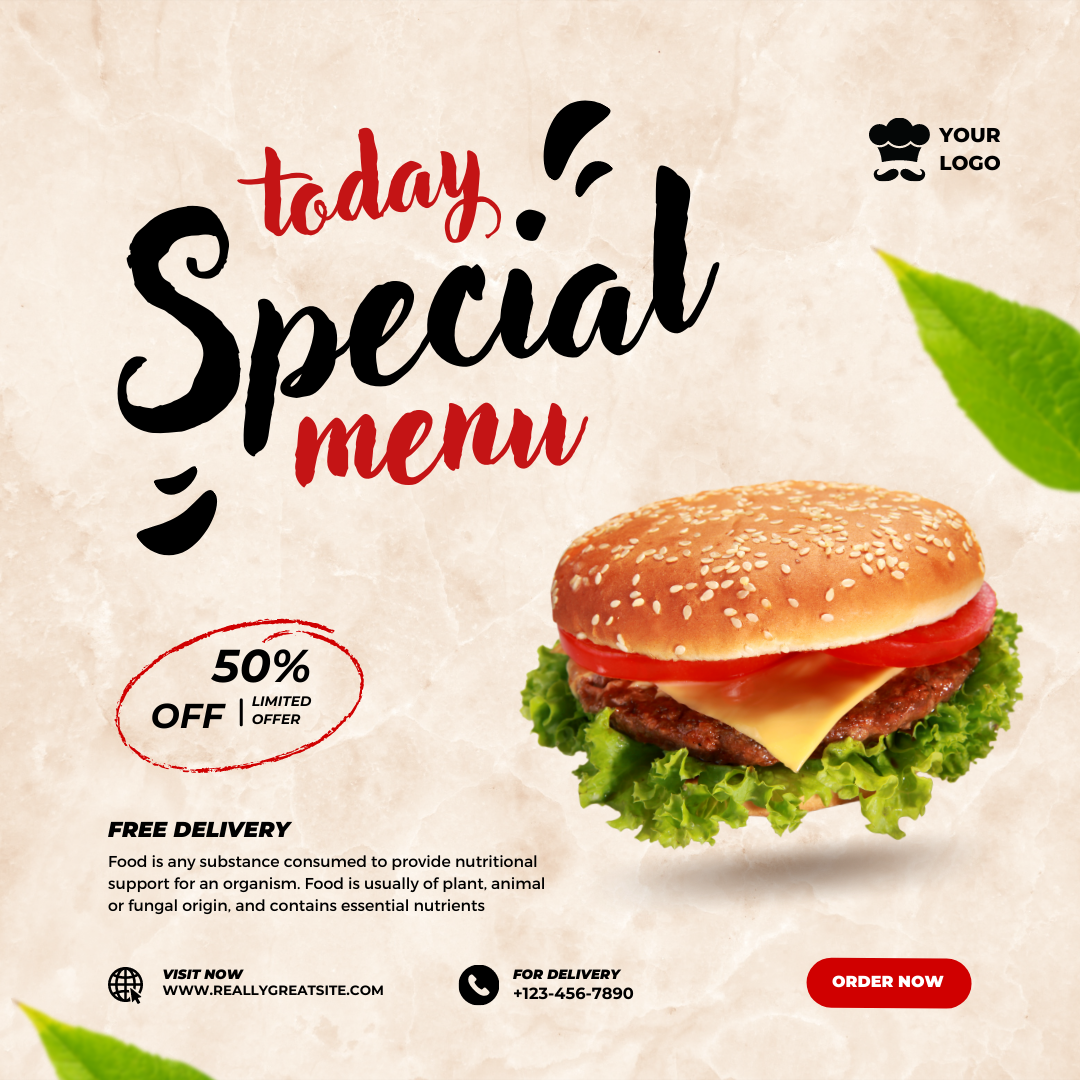 today
Special
menu
YOUR
LOGO
50%
OFF | LIMITED
OFFER
FREE DELIVERY
Food is any substance consumed to provide nutritional
support for an organism. Food is usually of plant, animal
or fungal origin, and contains essential nutrients
VISIT NOW
WWW.REALLYGREATSITE.COM
FOR DELIVERY
+123-456-7890
ORDER NOW